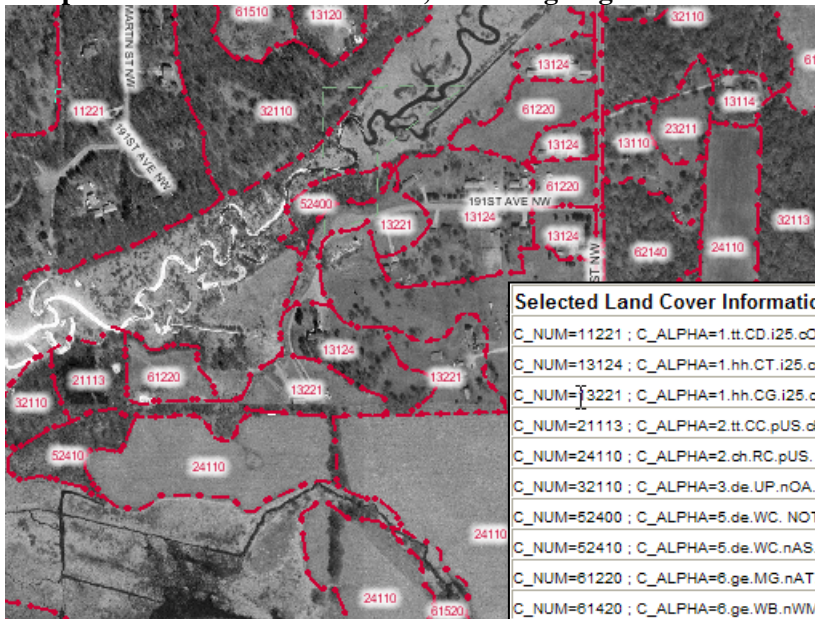 61510
13120
32110
MARTIN ST NW
13124
61
11221
32110
61220
13114
23211
191ST AVE NW
13110
13124
61220
52400
191ST AVE NW
13221
13124
32113
13124
62140
24110
ST NW
Selected Land Cover Informatio
C_NUM=11221 ; C_ALPHA=1.tt.CD.i25.cC
C_NUM=13124 ; C_ALPHA=1.hh.CT.i25.c
C_NUM=13221 ; C_ALPHA=1.hh.CG.i25.c
C_NUM=21113 ; C_ALPHA=2.tt.CC.pUS.cl
C_NUM=24110 ; C_ALPHA=2.ch.RC.pUS.
C_NUM=32110 ; C_ALPHA=3.de.UP.nOA.
C_NUM=52400 ; C_ALPHA=5.de.WC. NOT
C_NUM=52410 ; C_ALPHA=5.de.WC.nAS.
C_NUM=61220 ; C_ALPHA=6.ge.MG.nAT
C_NUM=61420 ; C_ALPHA=6.ge.WB.nWM
13124
21113
61220
13221
13221
32110
52410
24110
24110
24110
61520